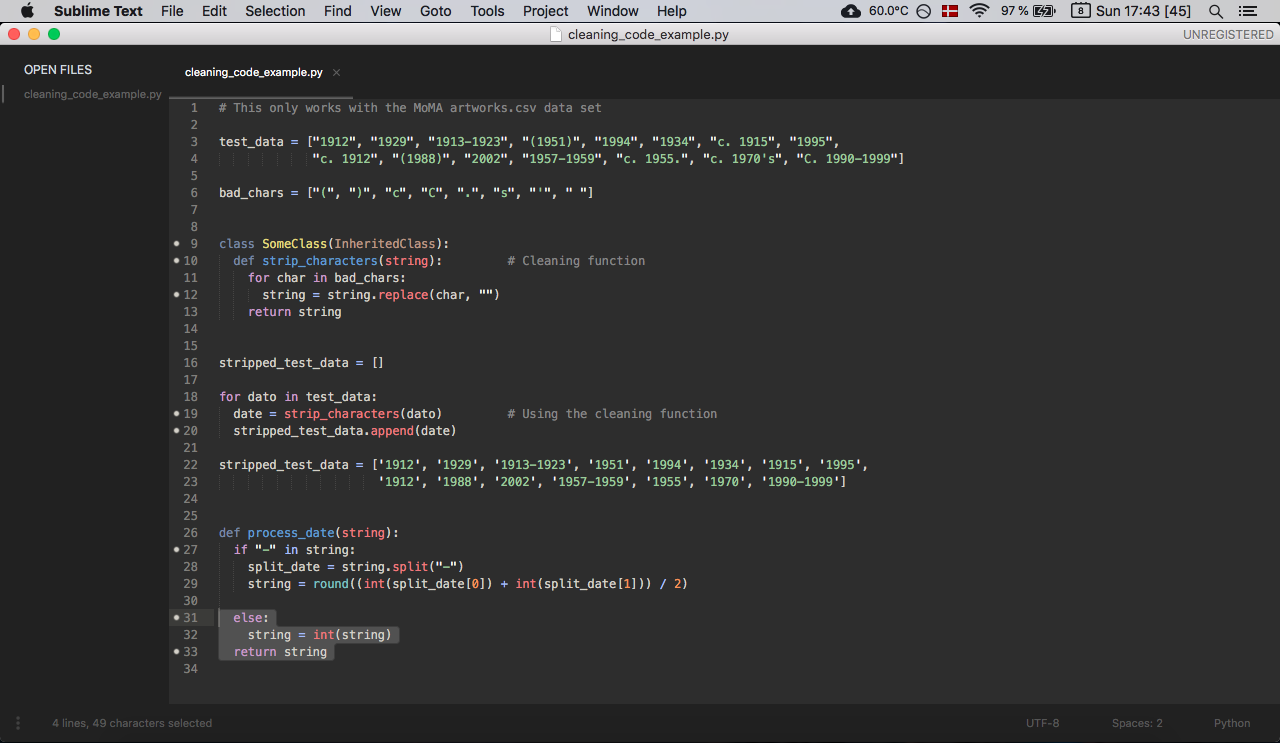 Sublime Text File Edit Selection Find View Goto Tools Project Window Help 60.0°C 97 % 8 Sun 17:43 [45]
cleaning_code_example.py UNREGISTERED
OPEN FILES
cleaning_code_example.py
cleaning_code_example.py ×
1 # This only works with the MoMA artworks.csv data set
2
3 test_data = ["1912", "1929", "1913-1923", "(1951)", "1994", "1934", "c. 1915", "1995",
4 "c. 1912", "(1988)", "2002", "1957-1959", "c. 1955.", "c. 1970's", "C. 1990-1999"]
5
6 bad_chars = ["(", ")", "c", "C", ".", "s", "'", " "]
7
8
9 class SomeClass(InheritedClass):
10 def strip_characters(string): # Cleaning function
11 for char in bad_chars:
12 string = string.replace(char, "")
13 return string
14
15
16 stripped_test_data = []
17
18 for dato in test_data:
19 date = strip_characters(dato) # Using the cleaning function
20 stripped_test_data.append(date)
21
22 stripped_test_data = ['1912', '1929', '1913-1923', '1951', '1994', '1934', '1915', '1995',
23 '1912', '1988', '2002', '1957-1959', '1955', '1970', '1990-1999']
24
25
26 def process_date(string):
27 if "-" in string:
28 split_date = string.split("-")
29 string = round((int(split_date[0]) + int(split_date[1])) / 2)
30
31 else:
32 string = int(string)
33 return string
34
4 lines, 49 characters selected UTF-8 Spaces: 2 Python